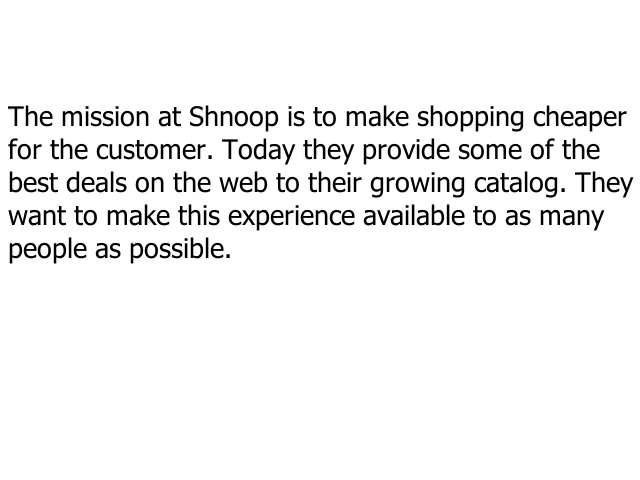 The mission at Shnoop is to make shopping cheaper
for the customer. Today they provide some of the
best deals on the web to their growing catalog. They
want to make this experience available to as many
people as possible.